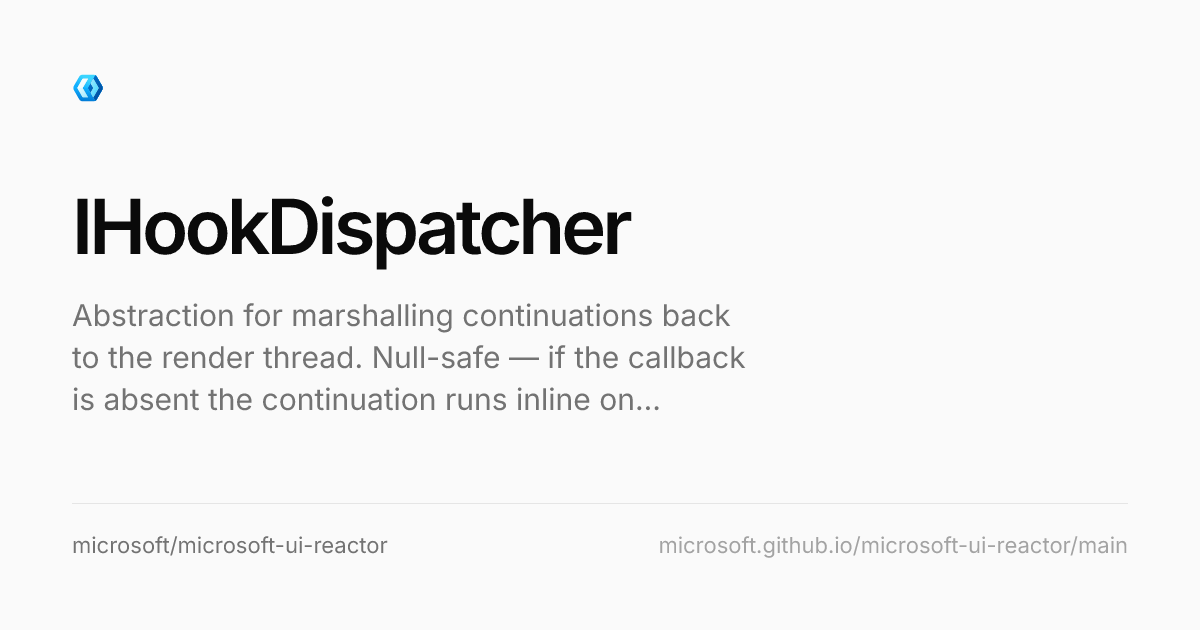 IHookDispatcher
Abstraction for marshalling continuations back
to the render thread. Null-safe — if the callback
is absent the continuation runs inline on...
microsoft/microsoft-ui-reactor
microsoft.github.io/microsoft-ui-reactor/main